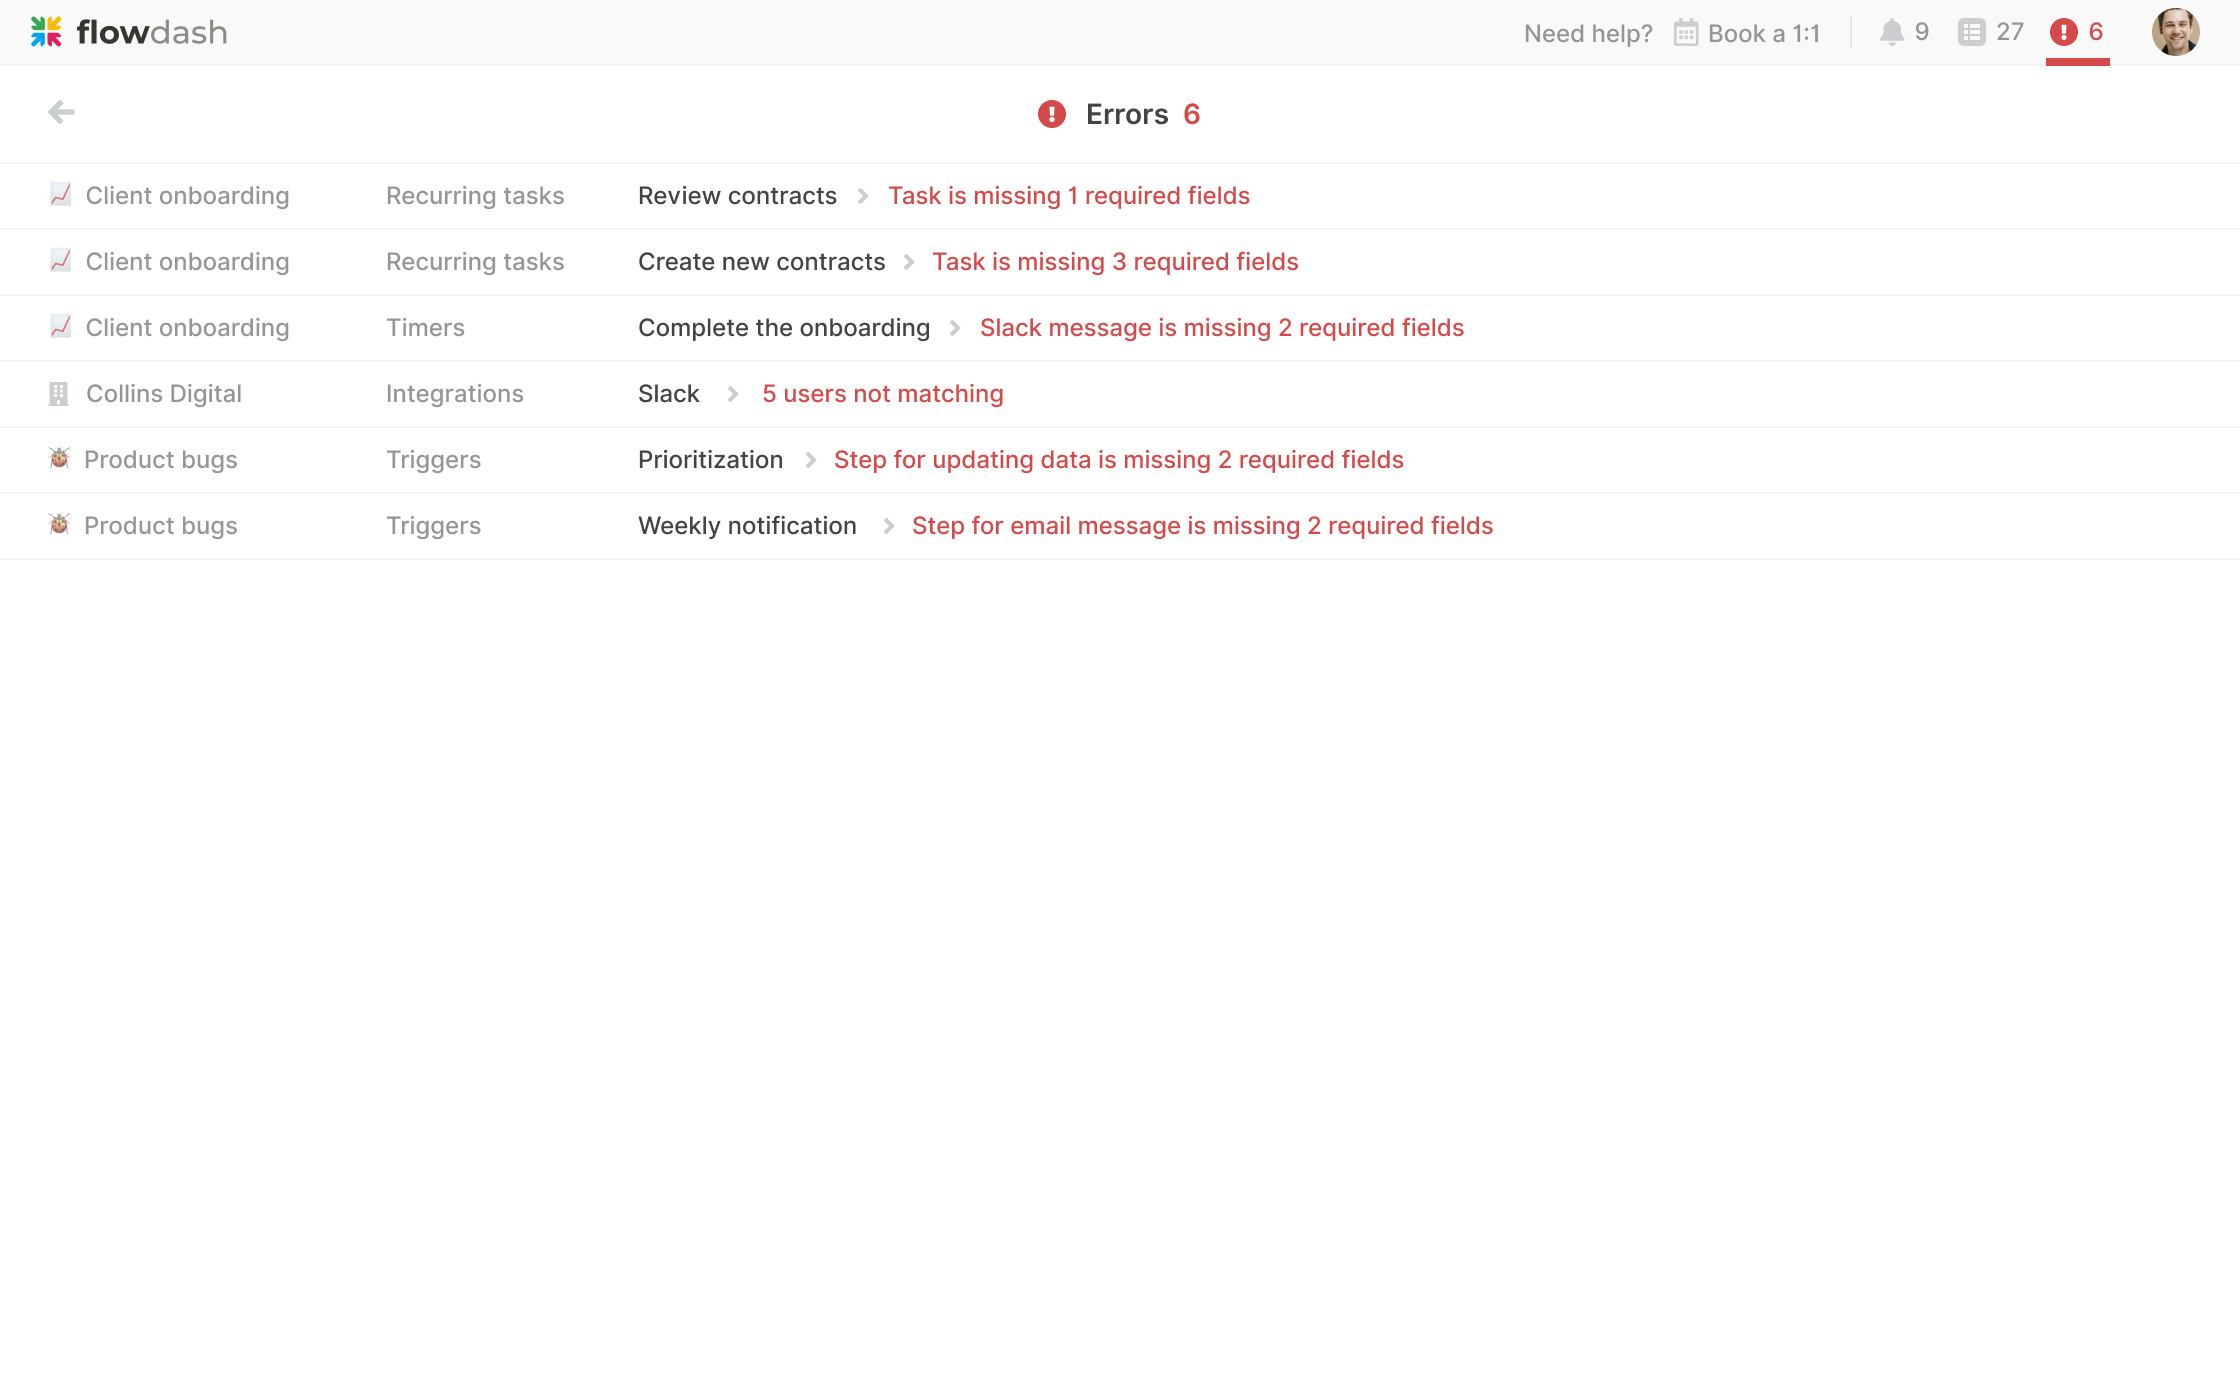 flowdash Need help? Book a 1:1 9 27 6
Errors 6
Client onboarding Recurring tasks Review contracts Task is missing 1 required fields
Client onboarding Recurring tasks Create new contracts Task is missing 3 required fields
Client onboarding Timers Complete the onboarding Slack message is missing 2 required fields
Collins Digital Integrations Slack 5 users not matching
Product bugs Triggers Prioritization Step for updating data is missing 2 required fields
Product bugs Triggers Weekly notification Step for email message is missing 2 required fields